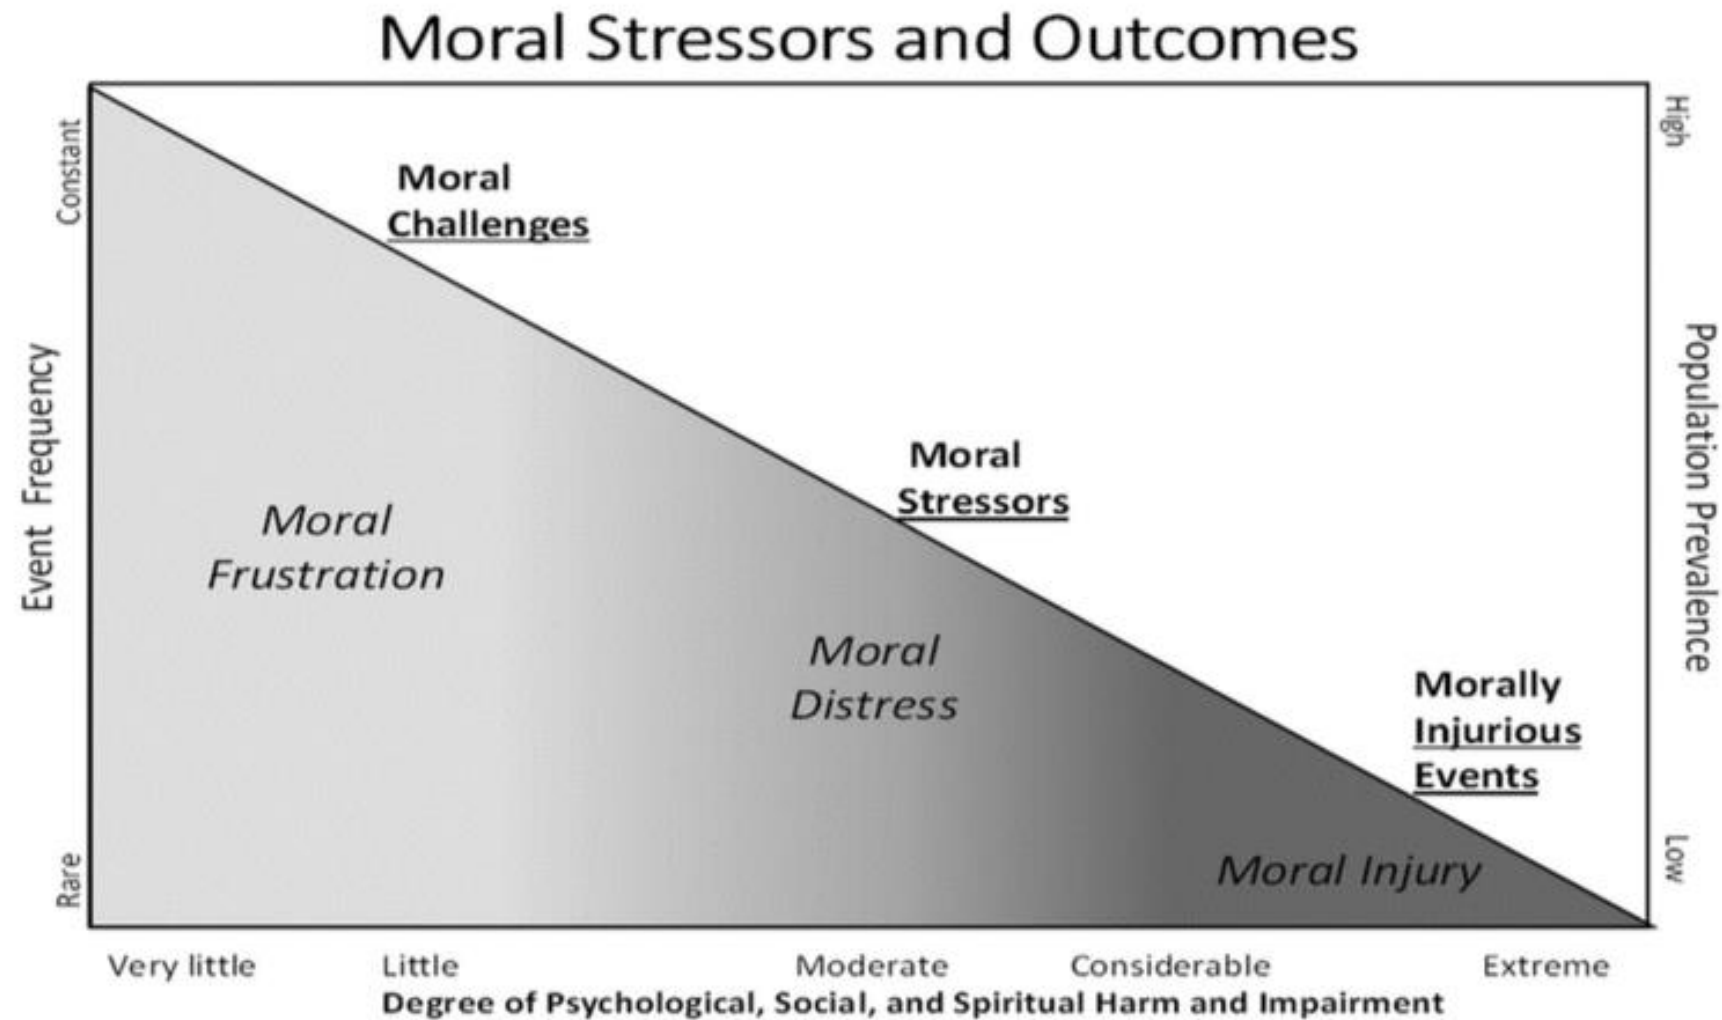 Moral Stressors and Outcomes
Constant
Event Frequency
Rare
High
Population Prevalence
Low
Moral
Challenges
Moral
Stressors
Morally
Injurious
Events
Moral
Frustration
Moral
Distress
Moral Injury
Very little Little Moderate Considerable Extreme
Degree of Psychological, Social, and Spiritual Harm and Impairment